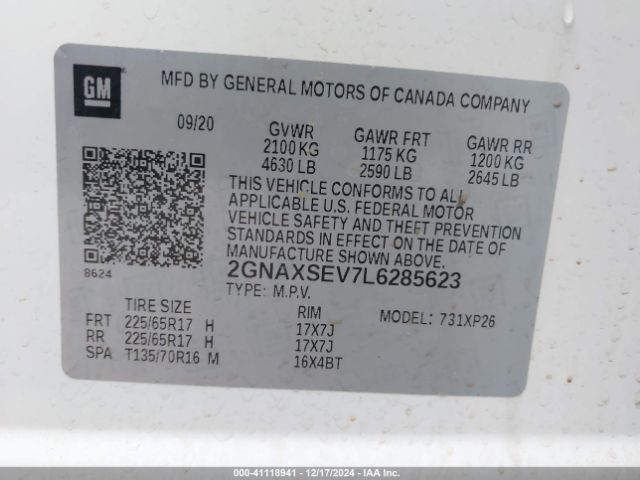 GM
MFD BY GENERAL MOTORS OF CANADA COMPANY
09/20
GVWR
2100 KG
4630 LB
GAWR FRT
1175 KG
2590 LB
GAWR RR
1200 KG
2645 LB
THIS VEHICLE CONFORMS TO ALL
APPLICABLE U.S. FEDERAL MOTOR
VEHICLE SAFETY AND THEFT PREVENTION
STANDARDS IN EFFECT ON THE DATE OF
MANUFACTURE SHOWN ABOVE.
8624
2GNAXSEV7L6285623
TYPE: M.P.V.
TIRE SIZE
RIM
MODEL: 731XP26
FRT 225/65R17 H 17X7J
RR 225/65R17 H 17X7J
SPA T135/70R16 M 16X4BT
000-41118941 - 12/17/2024 - IAA Inc.